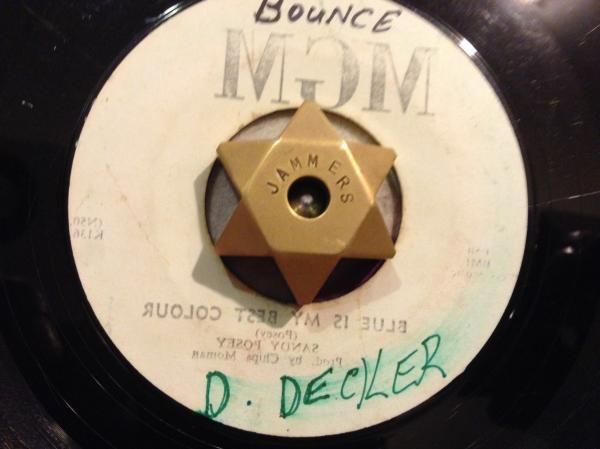 BOUNCE
MGM
JAMMERS
BLUE IS MY BEST COLOUR
(Posey)
SANDY POSEY
Prod. by Chips Moman
D. DECKER